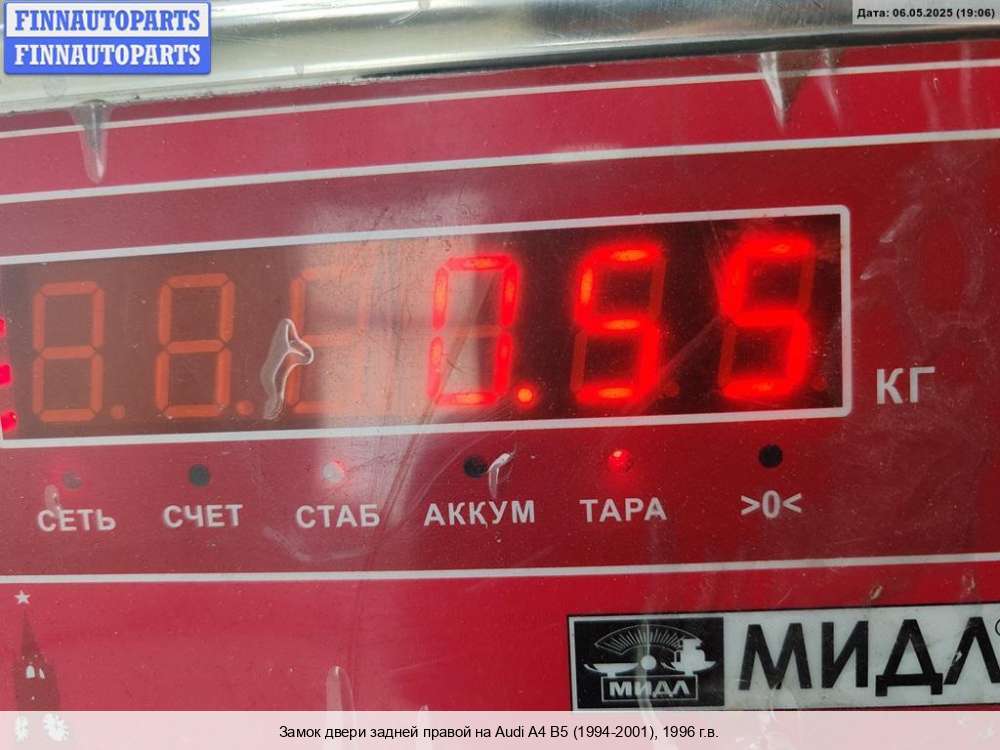 FINNAUTOPARTS
FINNAUTOPARTS
Дата: 06.05.2025 (19:06)
0.55
КГ
СЕТЬ СЧЕТ СТАБ АККУМ ТАРА >0<
МИДЛ МИДЛ
Замок двери задней правой на Audi A4 B5 (1994-2001), 1996 г.в.